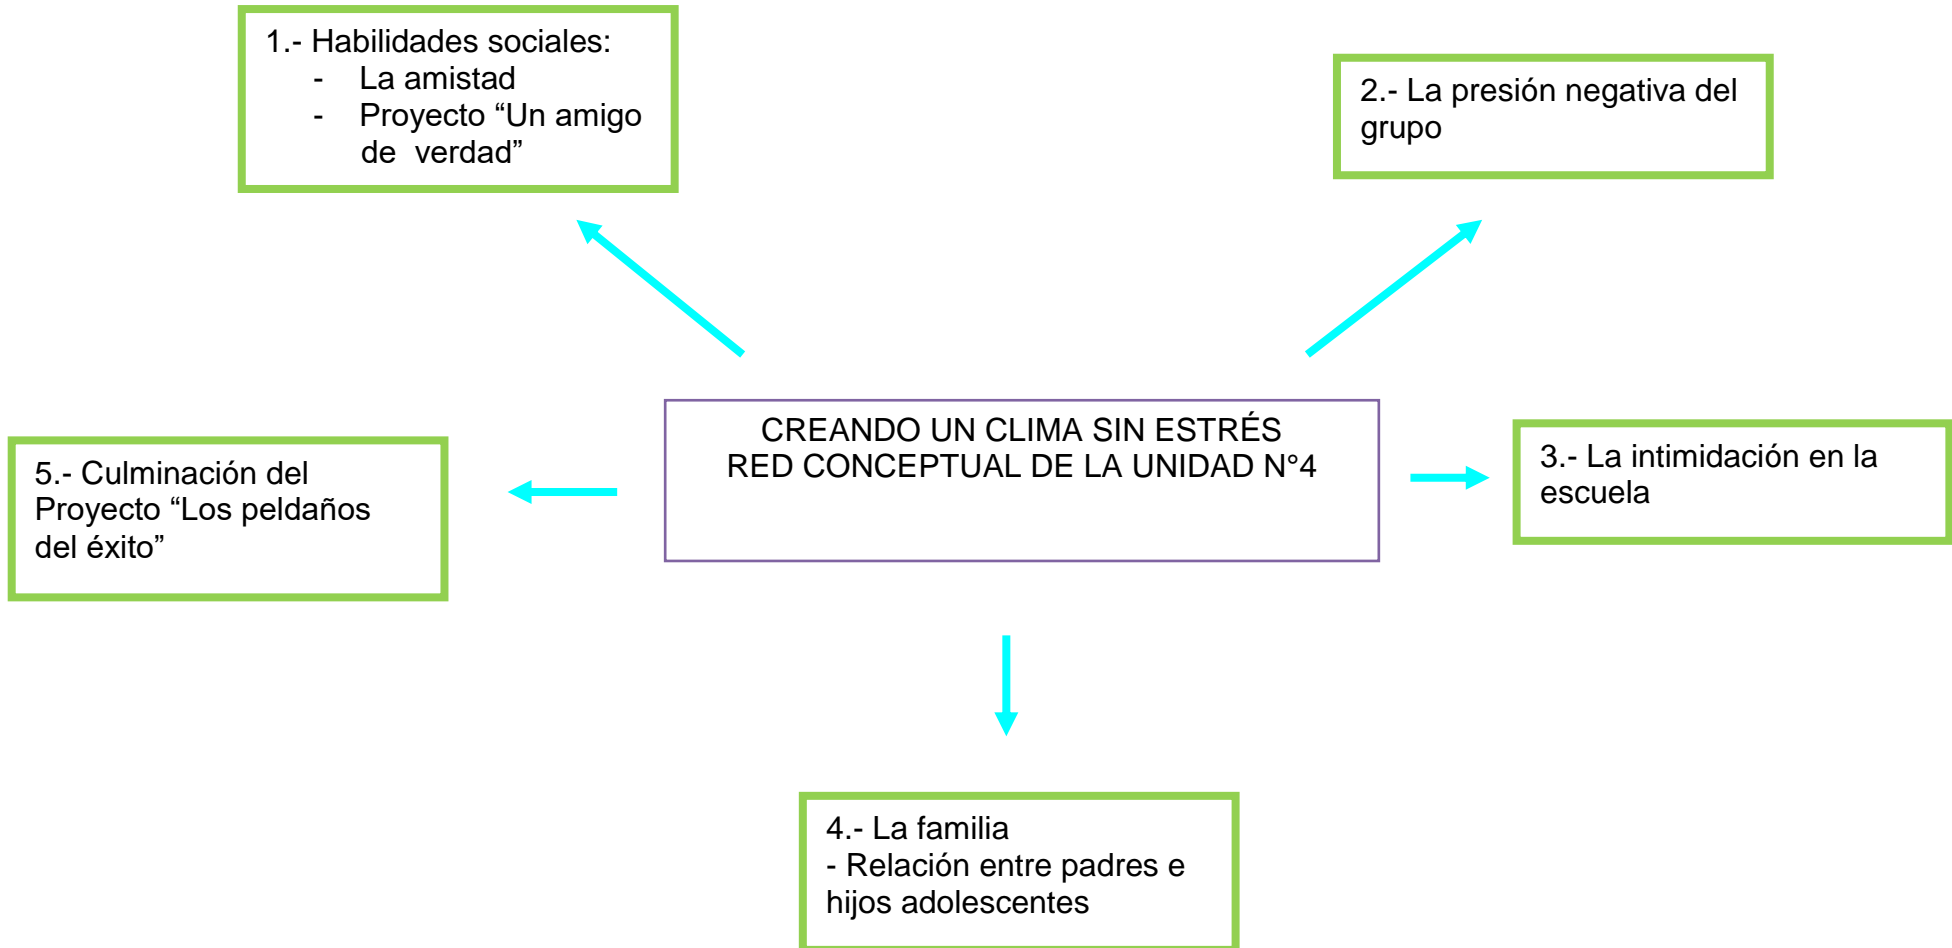 1.- Habilidades sociales:
- La amistad
- Proyecto “Un amigo
de verdad”
2.- La presión negativa del
grupo
CREANDO UN CLIMA SIN ESTRÉS
RED CONCEPTUAL DE LA UNIDAD N°4
3.- La intimidación en la
escuela
4.- La familia
- Relación entre padres e
hijos adolescentes
5.- Culminación del
Proyecto “Los peldaños
del éxito”